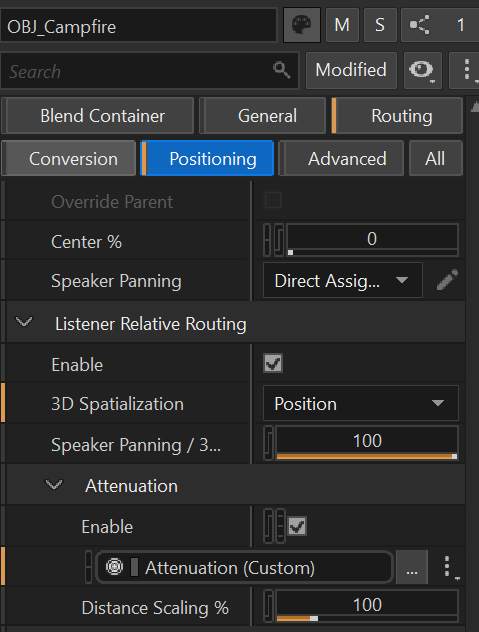 OBJ_Campfire M S 1
Search Modified
Blend Container General Routing
Conversion Positioning Advanced All
Override Parent
Center % 0
Speaker Panning Direct Assig...
Listener Relative Routing
Enable
3D Spatialization Position
Speaker Panning / 3... 100
Attenuation
Enable
Attenuation (Custom) ...
Distance Scaling % 100